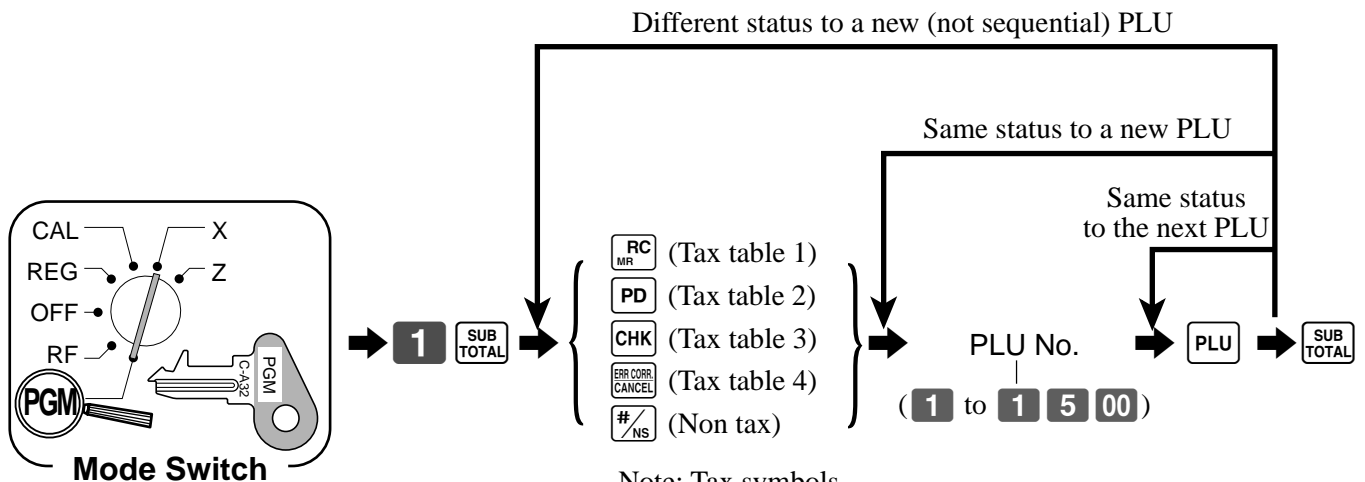 Different status to a new (not sequential) PLU
Same status to a new PLU
Same status
to the next PLU
CAL
X
REG
Z
OFF
RF
PGM
PGM
C-A32
Mode Switch
1 SUB TOTAL
RC MR (Tax table 1)
PD (Tax table 2)
CHK (Tax table 3)
ERR CORR. CANCEL (Tax table 4)
#/NS (Non tax)
PLU No.
(1 to 1 5 00)
PLU
SUB TOTAL
Note: Tax symbols